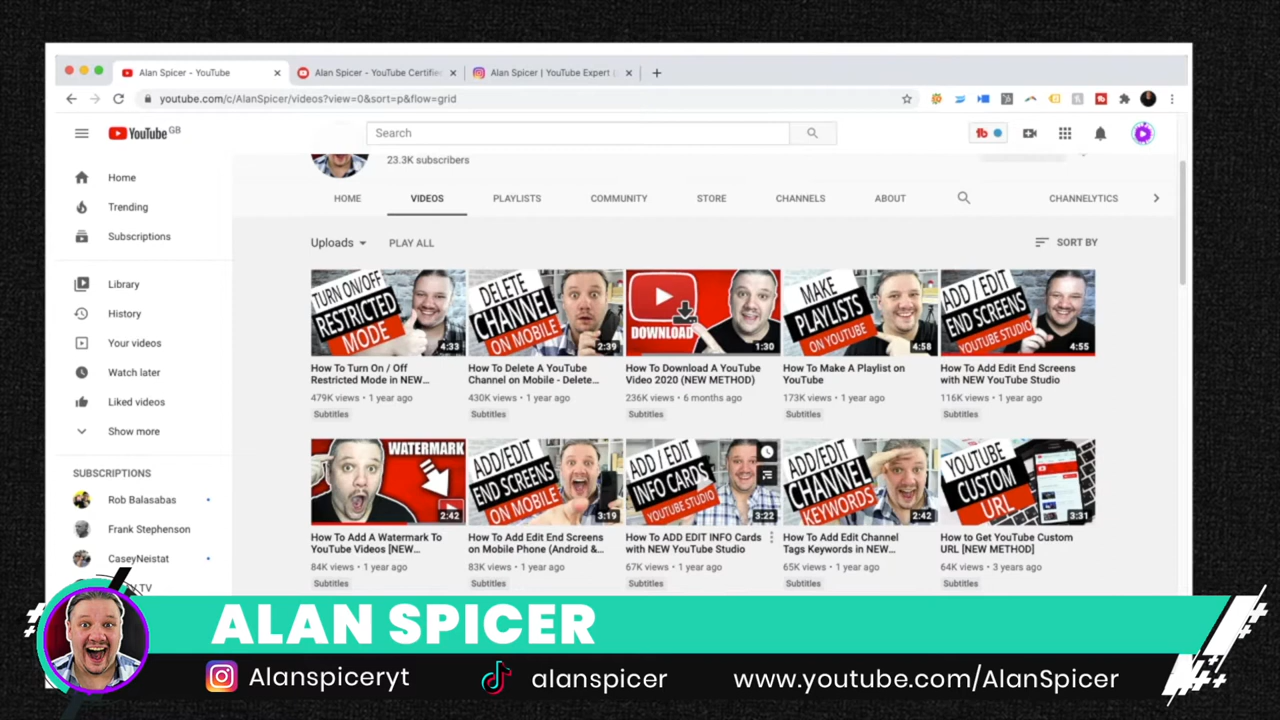 Alan Spicer - YouTube
Alan Spicer - YouTube Certifie
Alan Spicer | YouTube Expert
youtube.com/c/AlanSpicer/videos?view=0&sort=p&flow=grid
YouTube GB
Search
23.3K subscribers
HOME VIDEOS PLAYLISTS COMMUNITY STORE CHANNELS ABOUT CHANNELYTICS
Home
Trending
Subscriptions
Library
History
Your videos
Watch later
Liked videos
Show more
SUBSCRIPTIONS
Rob Balasabas
Frank Stephenson
CaseyNeistat
TV
Uploads PLAY ALL SORT BY
TURN ON/OFF
RESTRICTED
MODE
4:33
How To Turn On / Off
Restricted Mode in NEW...
479K views • 1 year ago
Subtitles
DELETE
CHANNEL
ON MOBILE
2:39
How To Delete A YouTube
Channel on Mobile - Delete...
430K views • 1 year ago
Subtitles
DOWNLOAD
1:30
How To Download A YouTube
Video 2020 (NEW METHOD)
236K views • 6 months ago
Subtitles
MAKE
PLAYLISTS
ON YOUTUBE
4:58
How To Make A Playlist on
YouTube
173K views • 1 year ago
Subtitles
ADD / EDIT
END SCREENS
YOUTUBE STUDIO
4:55
How To Add Edit End Screens
with NEW YouTube Studio
116K views • 1 year ago
Subtitles
WATERMARK
2:42
How To Add A Watermark To
YouTube Videos [NEW...
84K views • 1 year ago
Subtitles
ADD/EDIT
END SCREENS
ON MOBILE
3:19
How To Add Edit End Screens
on Mobile Phone (Android &...
83K views • 1 year ago
Subtitles
ADD / EDIT
INFO CARDS
YOUTUBE STUDIO
3:22
How To ADD EDIT INFO Cards
with NEW YouTube Studio
67K views • 1 year ago
Subtitles
ADD/EDIT
CHANNEL
KEYWORDS
2:42
How To Add Edit Channel
Tags Keywords in NEW...
65K views • 1 year ago
Subtitles
YOUTUBE
CUSTOM
URL
3:31
How to Get YouTube Custom
URL [NEW METHOD]
64K views • 3 years ago
Subtitles
ALAN SPICER
Alanspiceryt alanspicer www.youtube.com/AlanSpicer